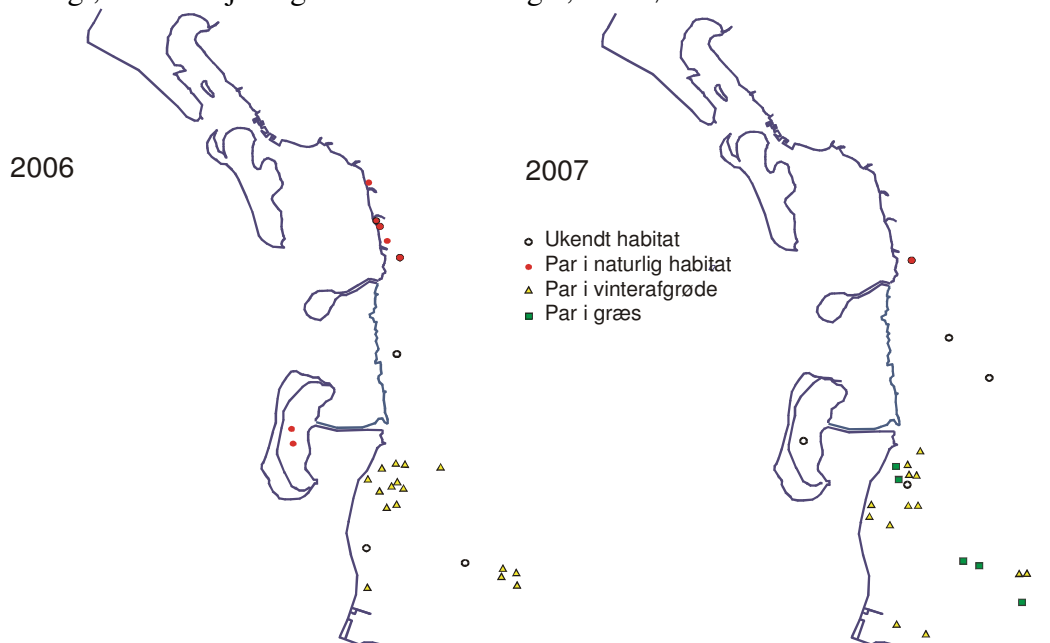 2006
2007
Ukendt habitat
Par i naturlig habitat
Par i vinterafgrøde
Par i græs